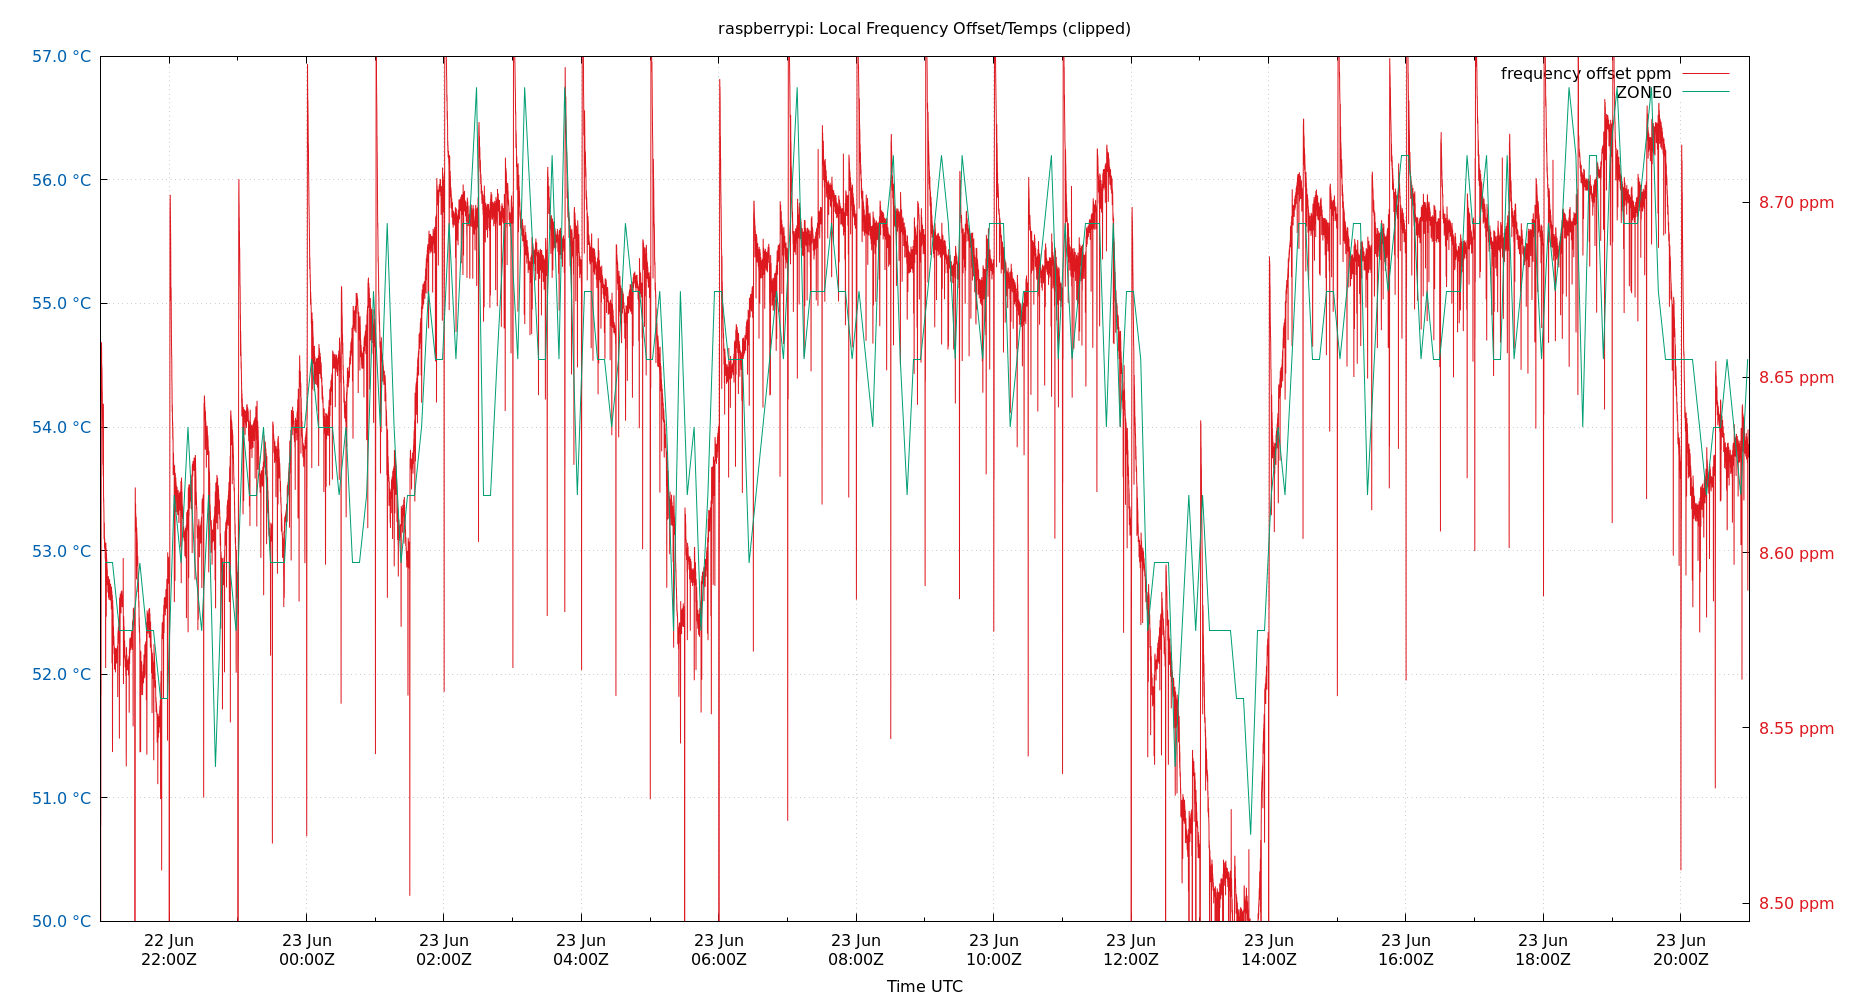 raspberrypi: Local Frequency Offset/Temps (clipped)
57.0 °C
56.0 °C
55.0 °C
54.0 °C
53.0 °C
52.0 °C
51.0 °C
50.0 °C
frequency offset ppm
ZONE0
8.70 ppm
8.65 ppm
8.60 ppm
8.55 ppm
8.50 ppm
22 Jun
22:00Z
23 Jun
00:00Z
23 Jun
02:00Z
23 Jun
04:00Z
23 Jun
06:00Z
23 Jun
08:00Z
23 Jun
10:00Z
23 Jun
12:00Z
23 Jun
14:00Z
23 Jun
16:00Z
23 Jun
18:00Z
23 Jun
20:00Z
Time UTC